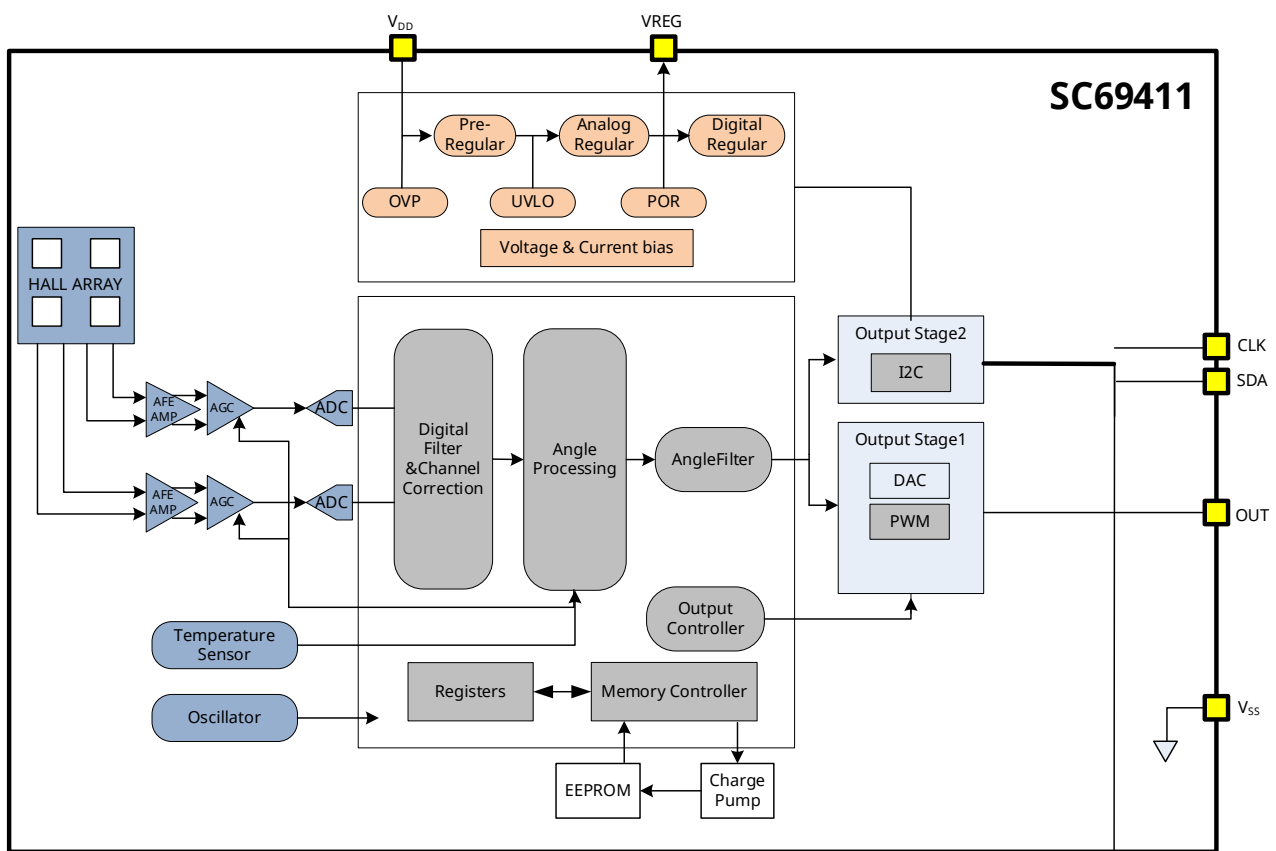 V_DD
VREG
SC69411
Pre-
Regular
Analog
Regular
Digital
Regular
OVP
UVLO
POR
Voltage & Current bias
HALL ARRAY
Output Stage2
I2C
CLK
SDA
AFE
AMP
AGC
ADC
Digital
Filter
&Channel
Correction
Angle
Processing
AngleFilter
Output Stage1
DAC
PWM
OUT
AFE
AMP
AGC
ADC
Output
Controller
Temperature
Sensor
Registers
Memory Controller
Oscillator
V_SS
EEPROM
Charge
Pump